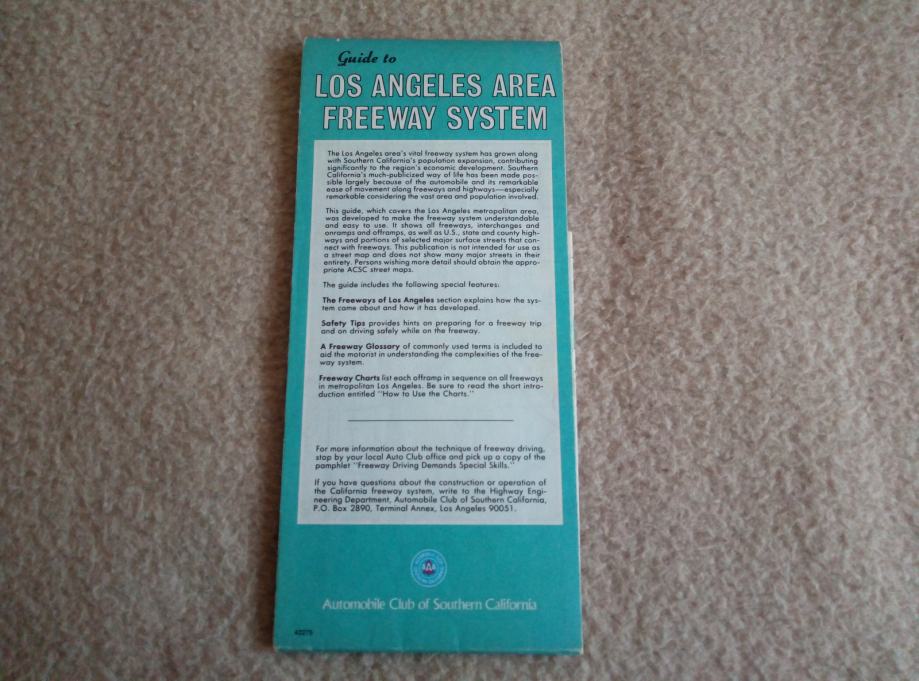 Guide to
LOS ANGELES AREA
FREEWAY SYSTEM
The Los Angeles area's vital freeway system has grown along
with Southern California's population expansion, contributing
significantly to the region's economic development. Southern
California's much-publicized way of life has been made pos-
sible largely because of the automobile and its remarkable
ease of movement along freeways and highways—especially
remarkable considering the vast area and population involved.
This guide, which covers the Los Angeles metropolitan area,
was developed to make the freeway system understandable
and easy to use. It shows all freeways, interchanges and
onramps and offramps, as well as U.S., state and county high-
ways and portions of selected major surface streets that con-
nect with freeways. This publication is not intended for use as
a street map and does not show many major streets in their
entirety. Persons wishing more detail should obtain the appro-
priate ACSC street maps.
The guide includes the following special features:
The Freeways of Los Angeles section explains how the sys-
tem came about and how it has developed.
Safety Tips provides hints on preparing for a freeway trip
and on driving safely while on the freeway.
A Freeway Glossary of commonly used terms is included to
aid the motorist in understanding the complexities of the free-
way system.
Freeway Charts list each offramp in sequence on all freeways
in metropolitan Los Angeles. Be sure to read the short intro-
duction entitled "How to Use the Charts."
For more information about the technique of freeway driving,
stop by your local Auto Club office and pick up a copy of the
pamphlet "Freeway Driving Demands Special Skills."
If you have questions about the construction or operation of
the California freeway system, write to the Highway Engi-
neering Department, Automobile Club of Southern California,
P.O. Box 2890, Terminal Annex, Los Angeles 90051.
Automobile Club of Southern California